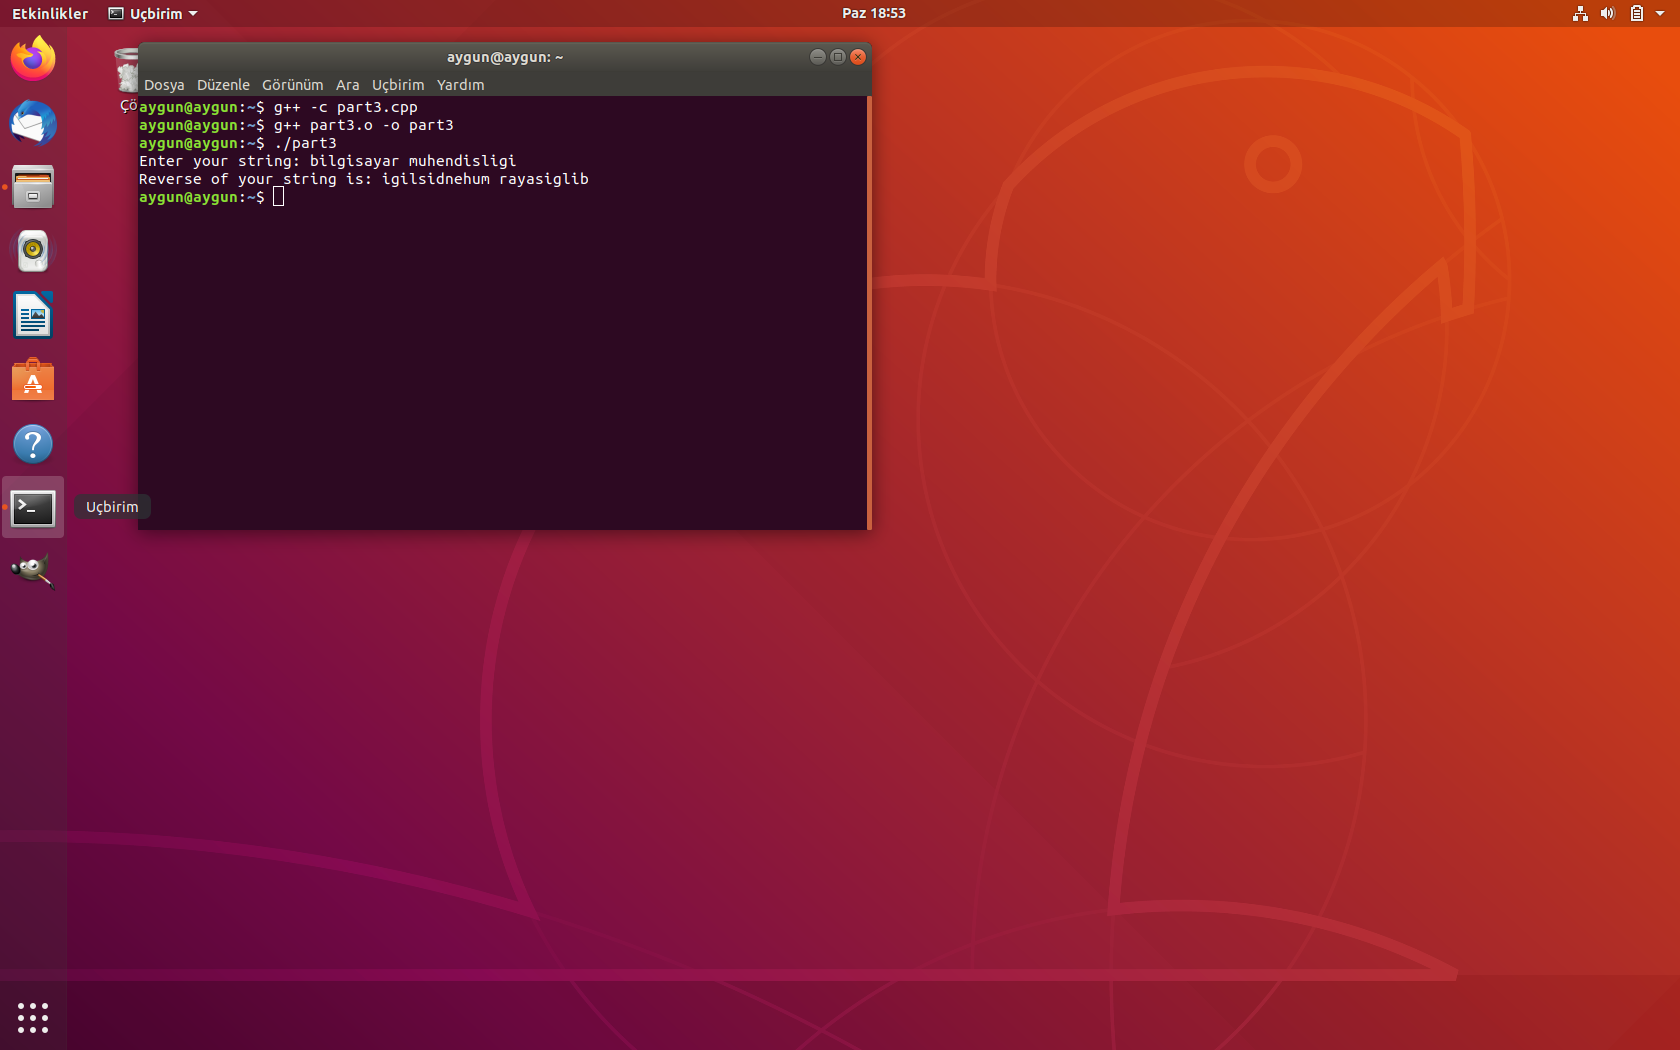 Etkinlikler
Uçbirim
Paz 18:53
aygun@aygun: ~
Dosya Düzenle Görünüm Ara Uçbirim Yardım
Çö
aygun@aygun:~$ g++ -c part3.cpp
aygun@aygun:~$ g++ part3.o -o part3
aygun@aygun:~$ ./part3
Enter your string: bilgisayar muhendisligi
Reverse of your string is: igilsidnehum rayasiglib
aygun@aygun:~$
Uçbirim